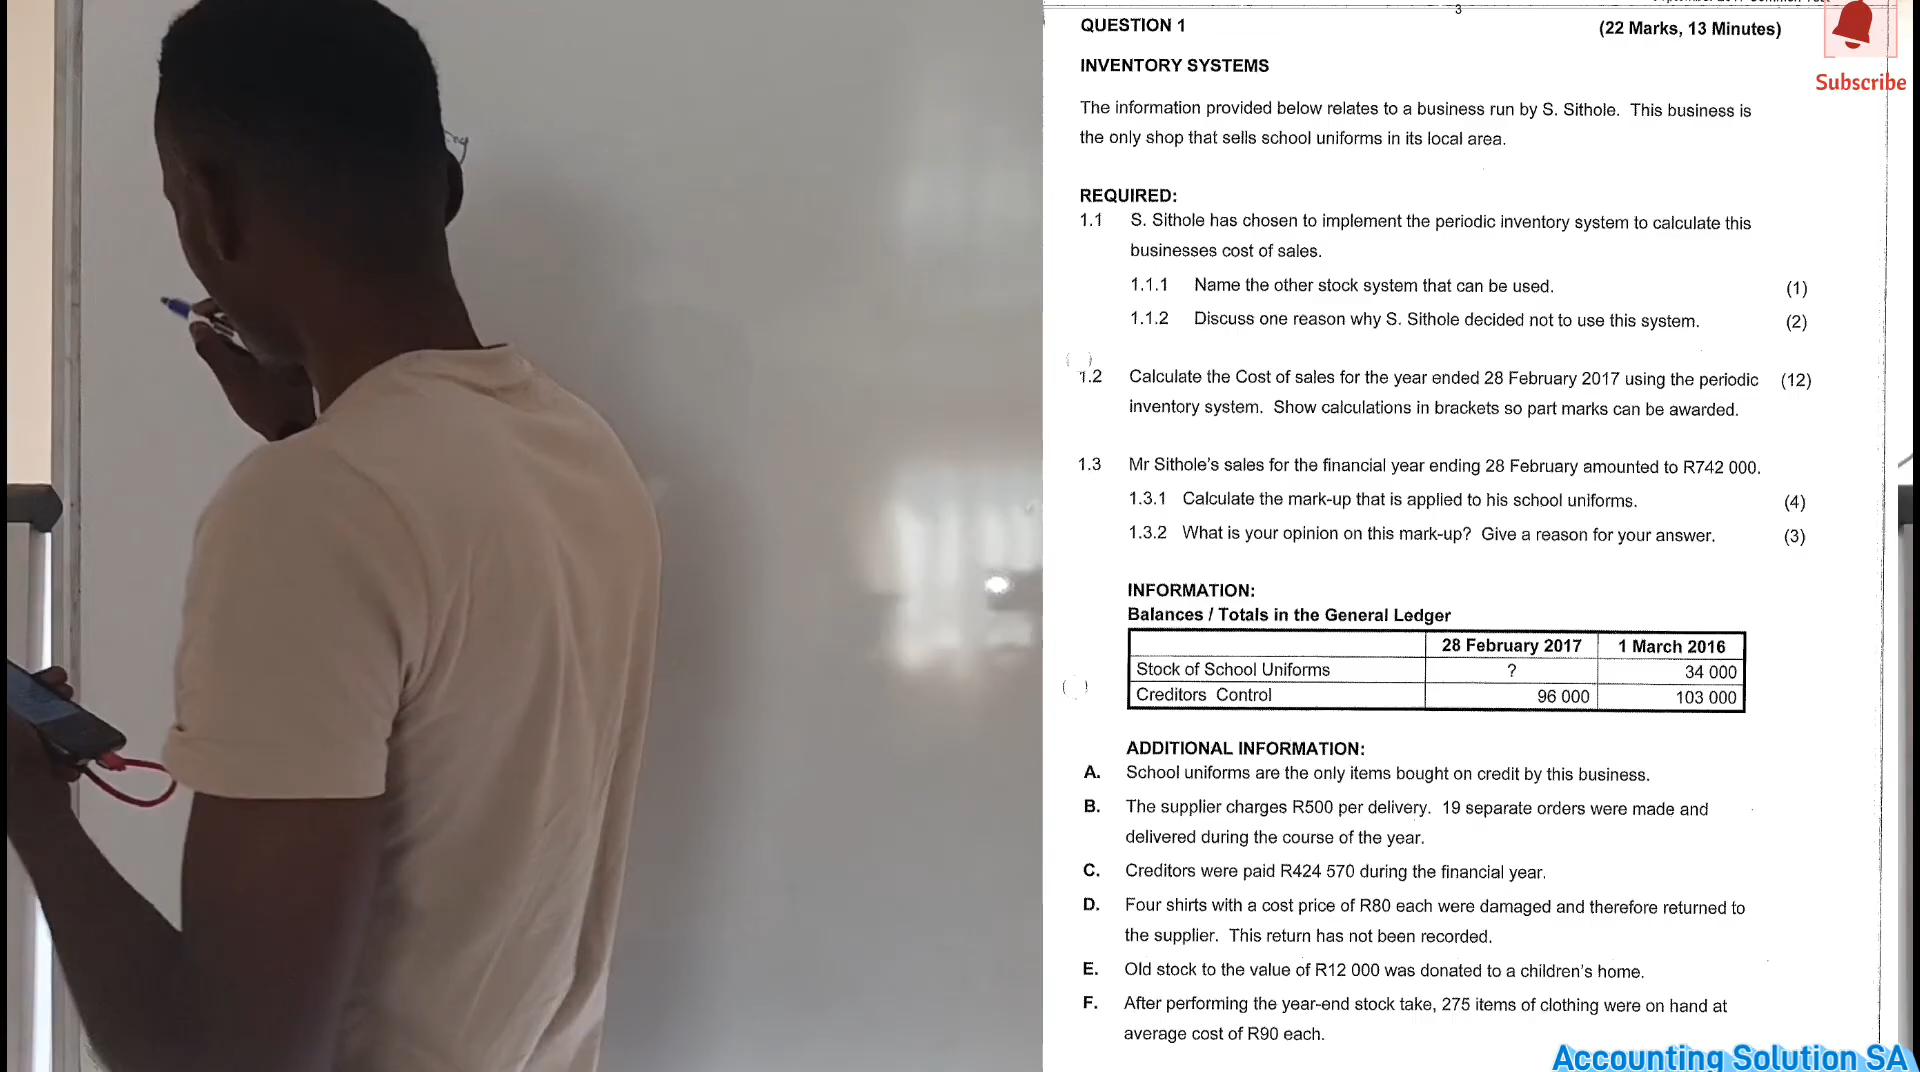 3
QUESTION 1
(22 Marks, 13 Minutes)
Subscribe
INVENTORY SYSTEMS
The information provided below relates to a business run by S. Sithole. This business is
the only shop that sells school uniforms in its local area.
REQUIRED:
1.1 S. Sithole has chosen to implement the periodic inventory system to calculate this
businesses cost of sales.
1.1.1 Name the other stock system that can be used. (1)
1.1.2 Discuss one reason why S. Sithole decided not to use this system. (2)
1.2 Calculate the Cost of sales for the year ended 28 February 2017 using the periodic (12)
inventory system. Show calculations in brackets so part marks can be awarded.
1.3 Mr Sithole's sales for the financial year ending 28 February amounted to R742 000.
1.3.1 Calculate the mark-up that is applied to his school uniforms. (4)
1.3.2 What is your opinion on this mark-up? Give a reason for your answer. (3)
INFORMATION:
Balances / Totals in the General Ledger
28 February 2017 1 March 2016
Stock of School Uniforms ? 34 000
Creditors Control 96 000 103 000
ADDITIONAL INFORMATION:
A. School uniforms are the only items bought on credit by this business.
B. The supplier charges R500 per delivery. 19 separate orders were made and
delivered during the course of the year.
C. Creditors were paid R424 570 during the financial year.
D. Four shirts with a cost price of R80 each were damaged and therefore returned to
the supplier. This return has not been recorded.
E. Old stock to the value of R12 000 was donated to a children's home.
F. After performing the year-end stock take, 275 items of clothing were on hand at
average cost of R90 each.
Accounting Solution SA